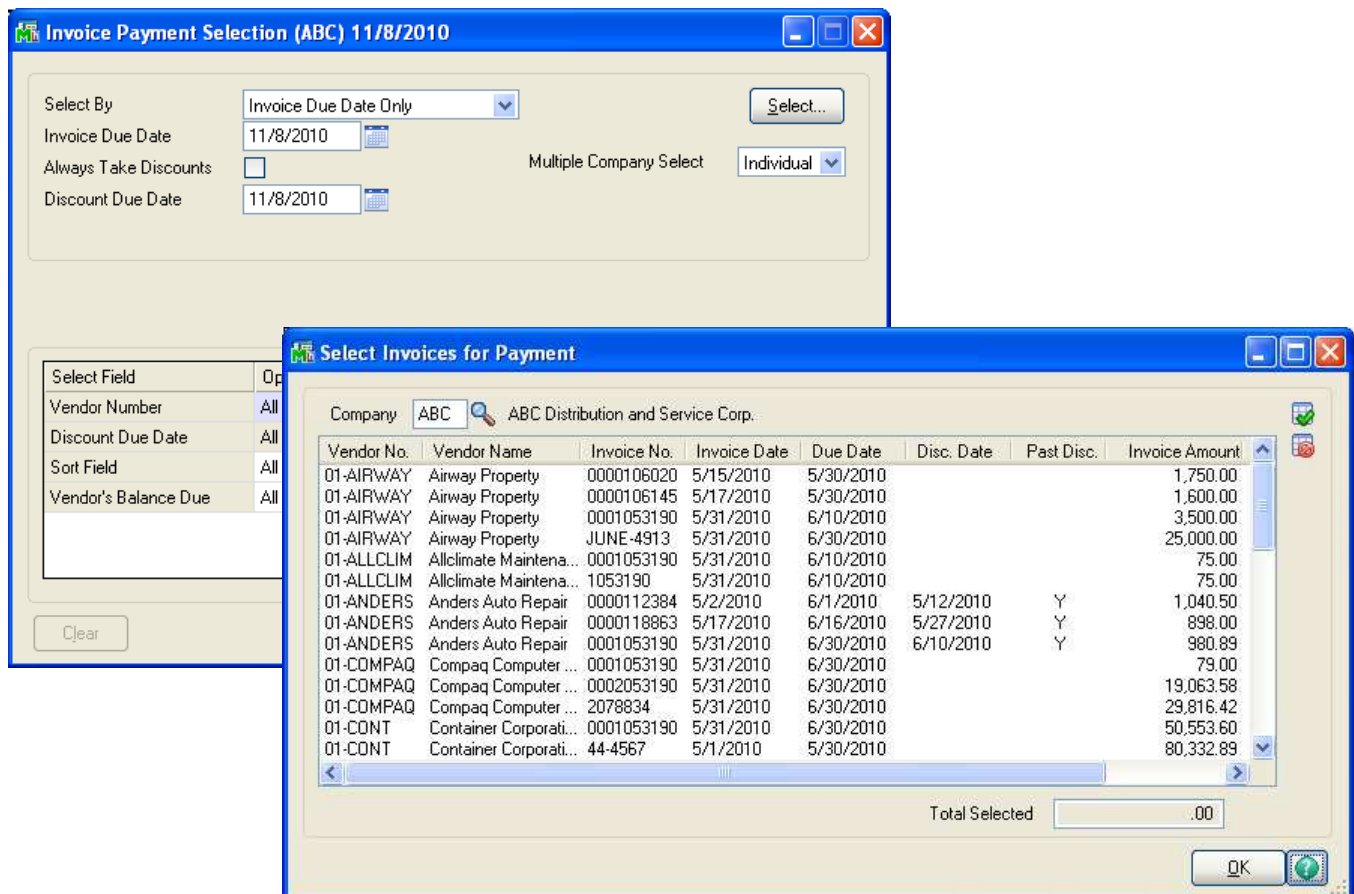 Invoice Payment Selection (ABC) 11/8/2010
Select By Invoice Due Date Only Select...
Invoice Due Date 11/8/2010
Always Take Discounts Multiple Company Select Individual
Discount Due Date 11/8/2010
Select Field Op
Vendor Number All
Discount Due Date All
Sort Field All
Vendor's Balance Due All
Clear
Select Invoices for Payment
Company ABC ABC Distribution and Service Corp.
Vendor No. Vendor Name Invoice No. Invoice Date Due Date Disc. Date Past Disc. Invoice Amount
01-AIRWAY Airway Property 0000106020 5/15/2010 5/30/2010 1,750.00
01-AIRWAY Airway Property 0000106145 5/17/2010 5/30/2010 1,600.00
01-AIRWAY Airway Property 0001053190 5/31/2010 6/10/2010 3,500.00
01-AIRWAY Airway Property JUNE-4913 5/31/2010 6/30/2010 25,000.00
01-ALLCLIM Allclimate Maintena... 0001053190 5/31/2010 6/10/2010 75.00
01-ALLCLIM Allclimate Maintena... 1053190 5/31/2010 6/10/2010 75.00
01-ANDERS Anders Auto Repair 0000112384 5/2/2010 6/1/2010 5/12/2010 Y 1,040.50
01-ANDERS Anders Auto Repair 0000118863 5/17/2010 6/16/2010 5/27/2010 Y 898.00
01-ANDERS Anders Auto Repair 0001053190 5/31/2010 6/30/2010 6/10/2010 Y 980.89
01-COMPAQ Compaq Computer ... 0001053190 5/31/2010 6/30/2010 79.00
01-COMPAQ Compaq Computer ... 0002053190 5/31/2010 6/30/2010 19,063.58
01-COMPAQ Compaq Computer ... 2078834 5/31/2010 6/30/2010 29,816.42
01-CONT Container Corporati... 0001053190 5/31/2010 6/30/2010 50,553.60
01-CONT Container Corporati... 44-4567 5/1/2010 5/30/2010 80,332.89
Total Selected .00
OK